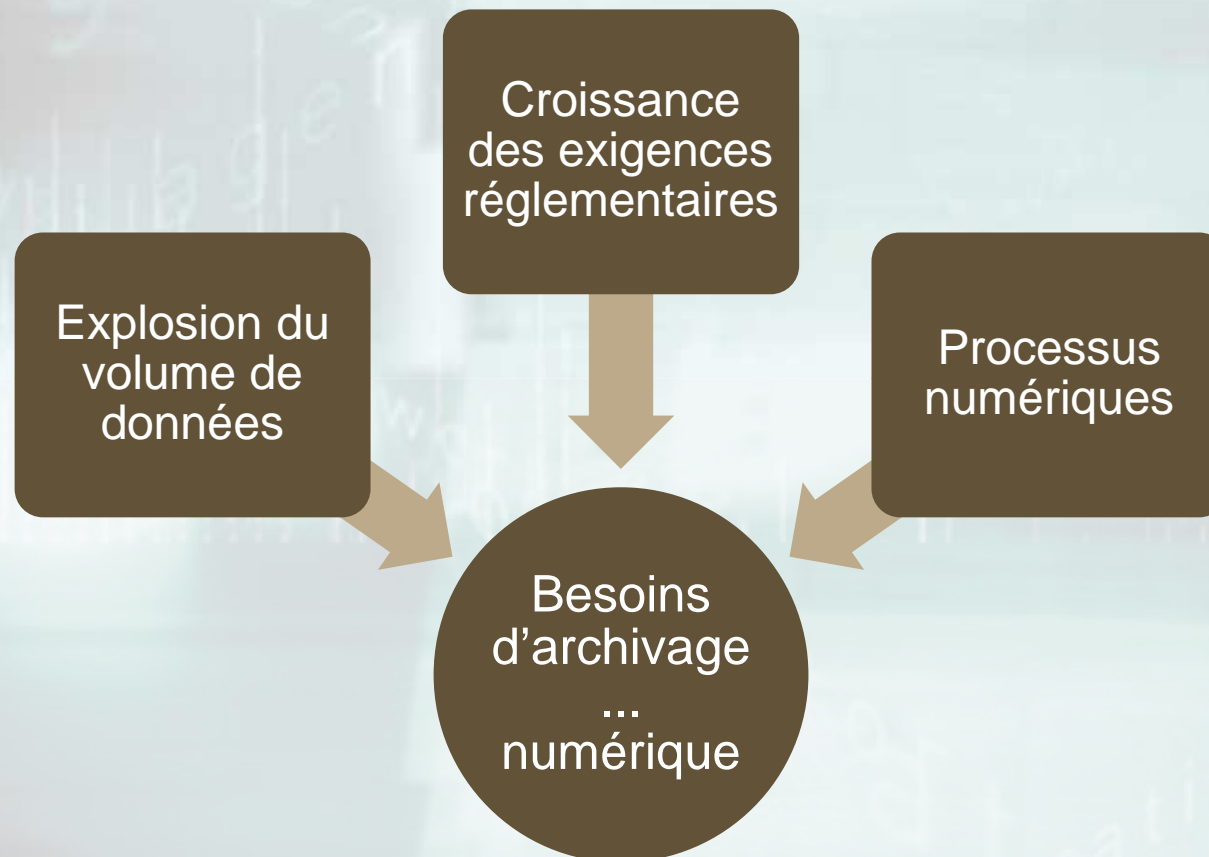 Croissance
des exigences
réglementaires
Explosion du
volume de
données
Processus
numériques
Besoins
d’archivage
...
numérique